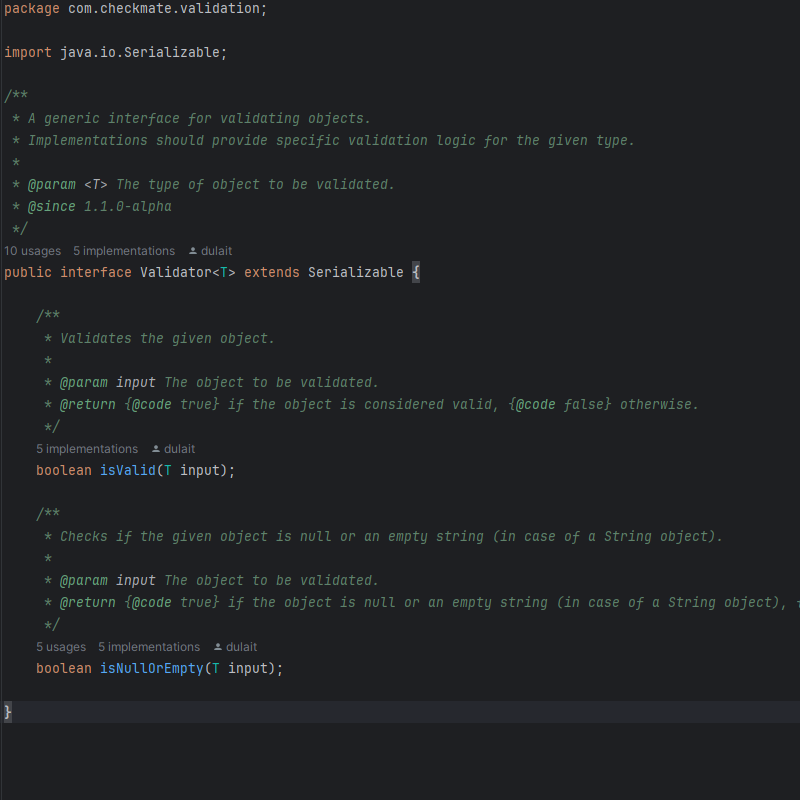 package com.checkmate.validation;
import java.io.Serializable;
/**
* A generic interface for validating objects.
* Implementations should provide specific validation logic for the given type.
*
* @param <T> The type of object to be validated.
* @since 1.1.0-alpha
*/
10 usages 5 implementations dulait
public interface Validator<T> extends Serializable {
/**
* Validates the given object.
*
* @param input The object to be validated.
* @return {@code true} if the object is considered valid, {@code false} otherwise.
*/
5 implementations dulait
boolean isValid(T input);
/**
* Checks if the given object is null or an empty string (in case of a String object).
*
* @param input The object to be validated.
* @return {@code true} if the object is null or an empty string (in case of a String object), {
*/
5 usages 5 implementations dulait
boolean isNullOrEmpty(T input);
}